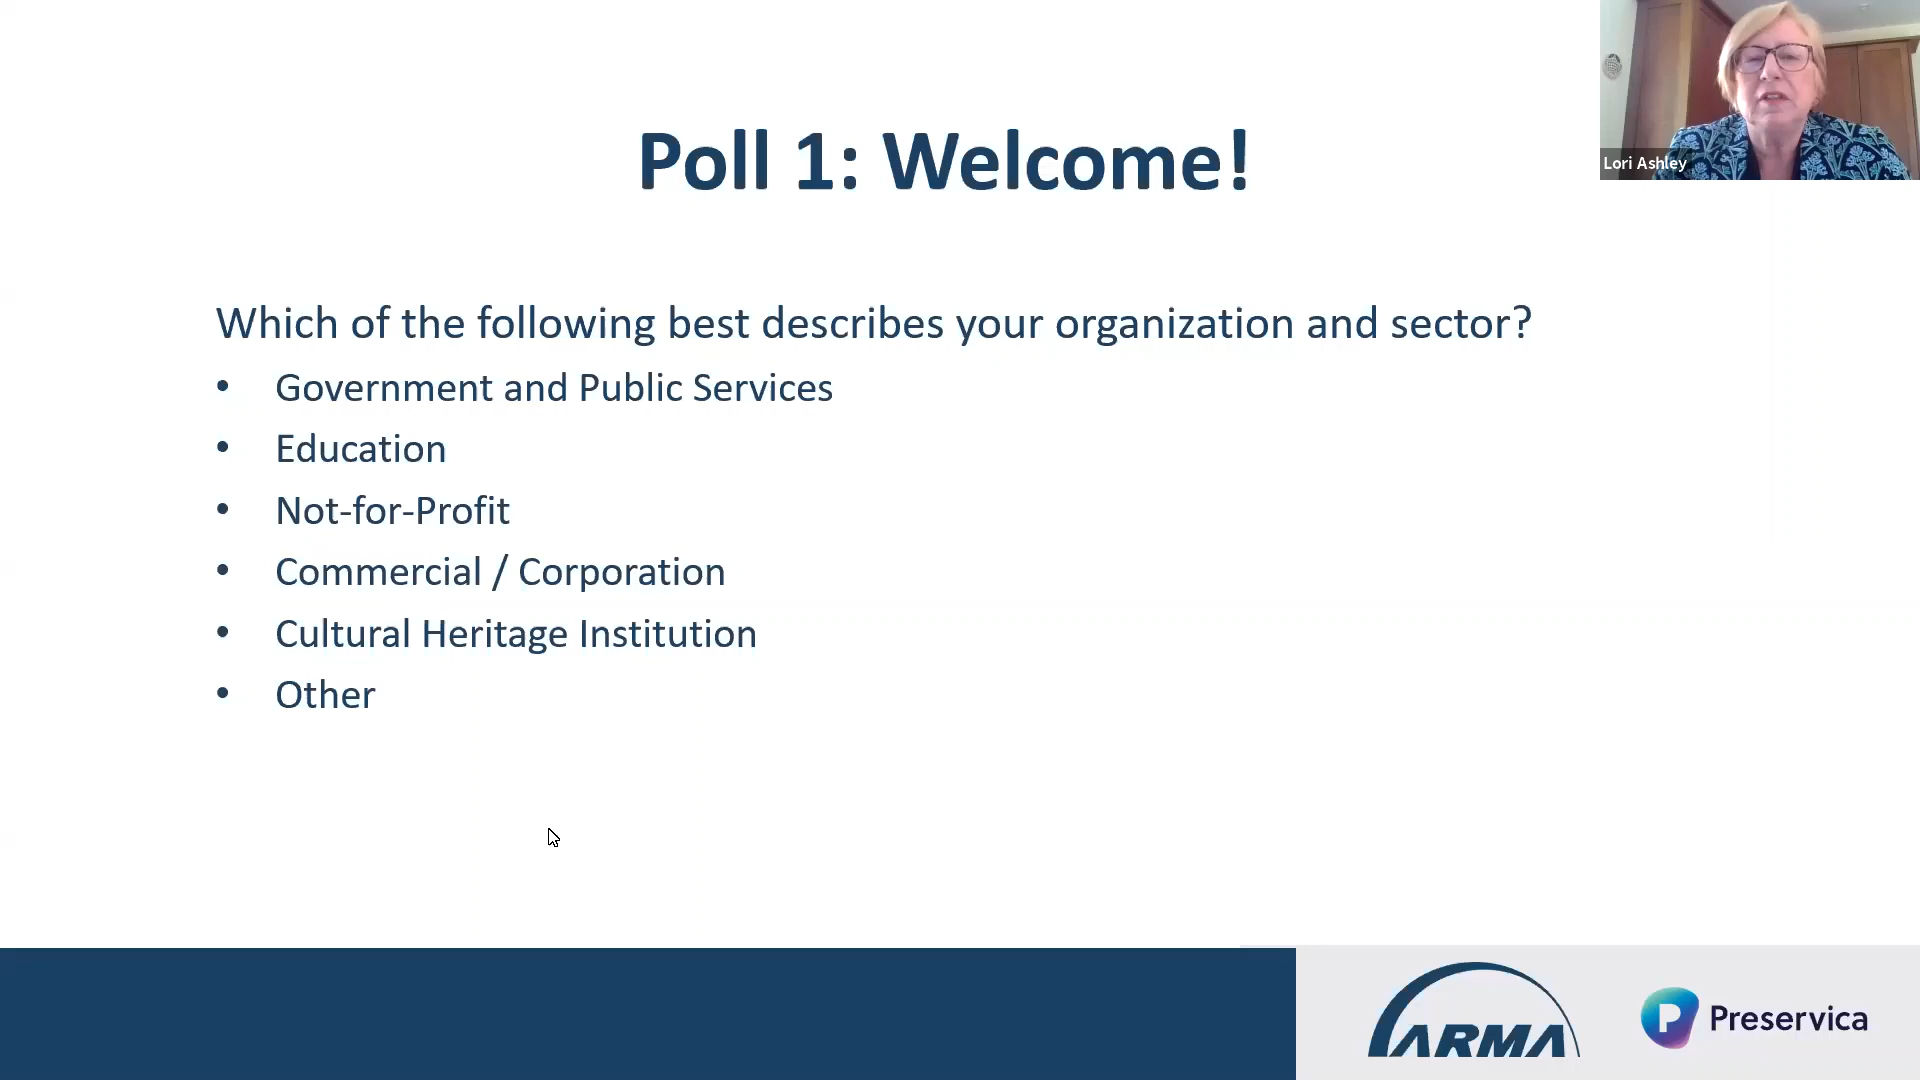 Poll 1: Welcome!
Lori Ashley
Which of the following best describes your organization and sector?
• Government and Public Services
• Education
• Not-for-Profit
• Commercial / Corporation
• Cultural Heritage Institution
• Other
ARMA
P Preservica